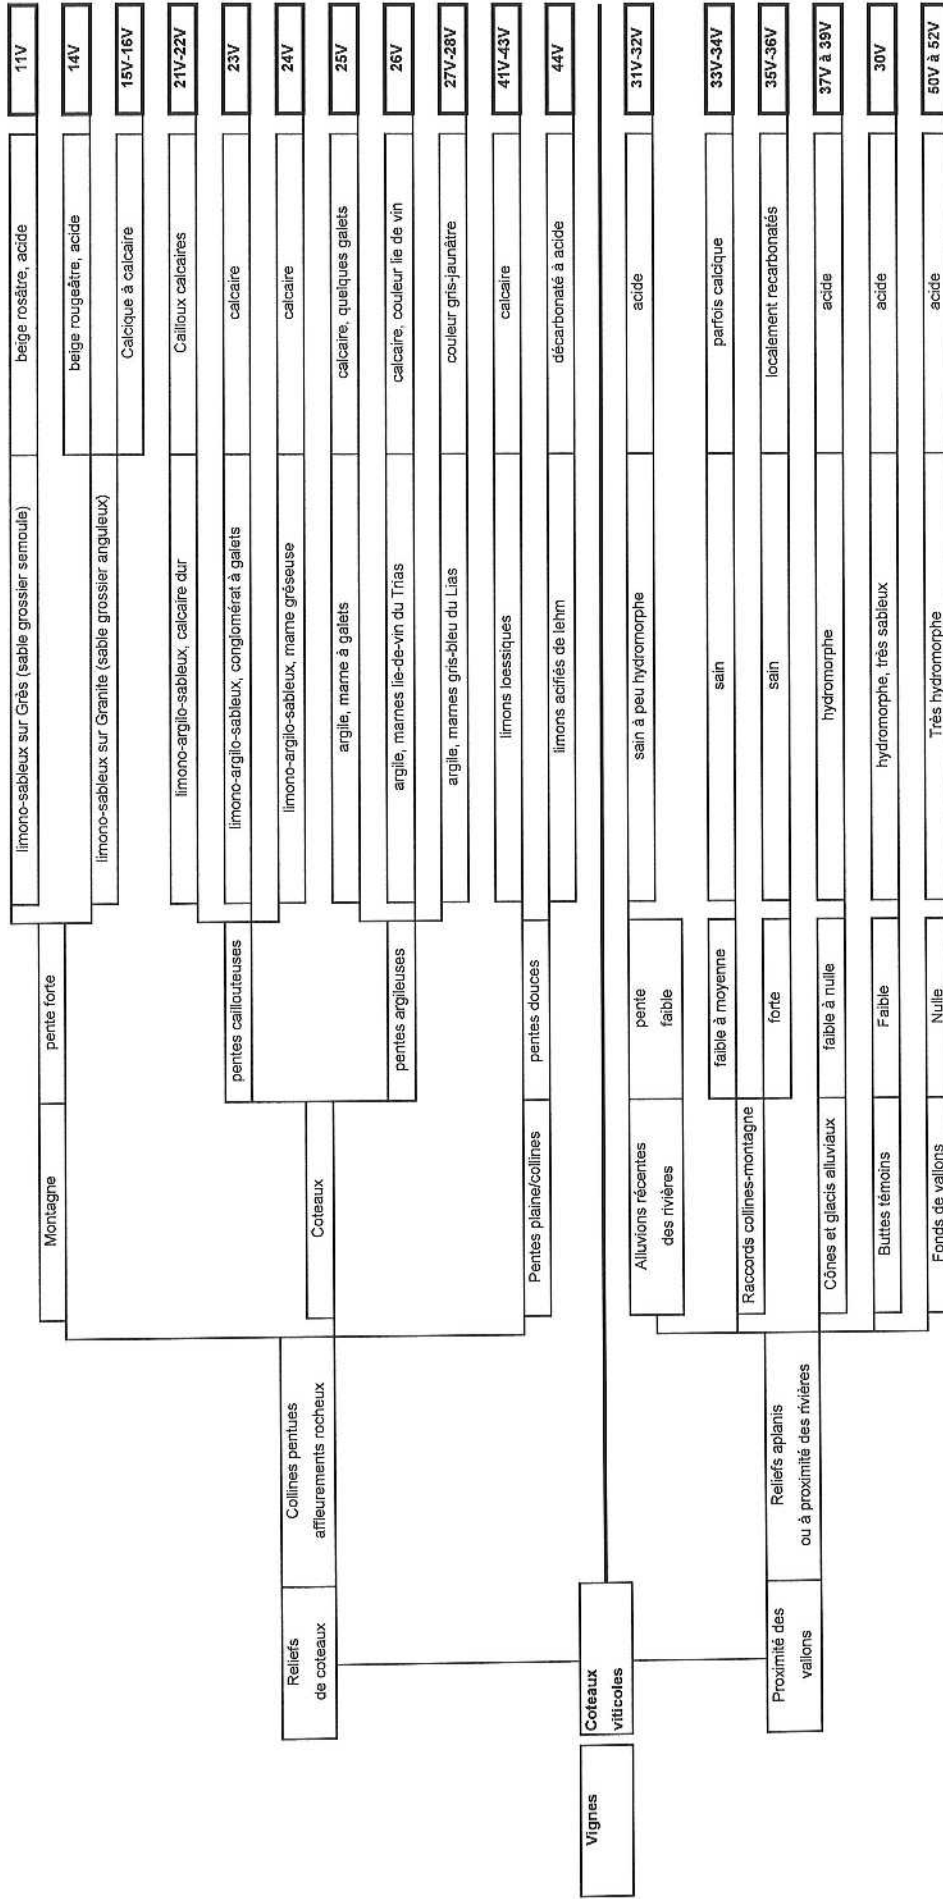 Vignes
Coteaux
viticoles
Reliefs
de coteaux
Collines pentues
affleurements rocheux
Montagne
pente forte
limono-sableux sur Grès (sable grossier semoule)
beige rosâtre, acide
11V
limono-sableux sur Granite (sable grossier anguleux)
beige rougeâtre, acide
14V
Calcique à calcaire
15V-16V
Coteaux
pentes caillouteuses
limono-argilo-sableux, calcaire dur
Cailloux calcaires
21V-22V
limono-argilo-sableux, conglomérat à galets
calcaire
23V
limono-argilo-sableux, marne gréseuse
calcaire
24V
pentes argileuses
argile, marne à galets
calcaire, quelques galets
25V
argile, marnes lie-de-vin du Trias
calcaire, couleur lie de vin
26V
argile, marnes gris-bleu du Lias
couleur gris-jaunâtre
27V-28V
Pentes plaine/collines
pentes douces
limons loessiques
calcaire
41V-43V
limons acifiés de lehm
décarbonaté à acide
44V
Proximité des
vallons
Reliefs aplanis
ou à proximité des rivières
Alluvions récentes
des rivières
pente
faible
sain à peu hydromorphe
acide
31V-32V
Raccords collines-montagne
faible à moyenne
sain
parfois calcique
33V-34V
forte
sain
localement recarbonatés
35V-36V
Cônes et glacis alluviaux
faible à nulle
hydromorphe
acide
37V à 39V
Buttes témoins
Faible
hydromorphe, très sableux
acide
30V
Fonds de vallons
Nulle
Très hydromorphe
acide
50V à 52V